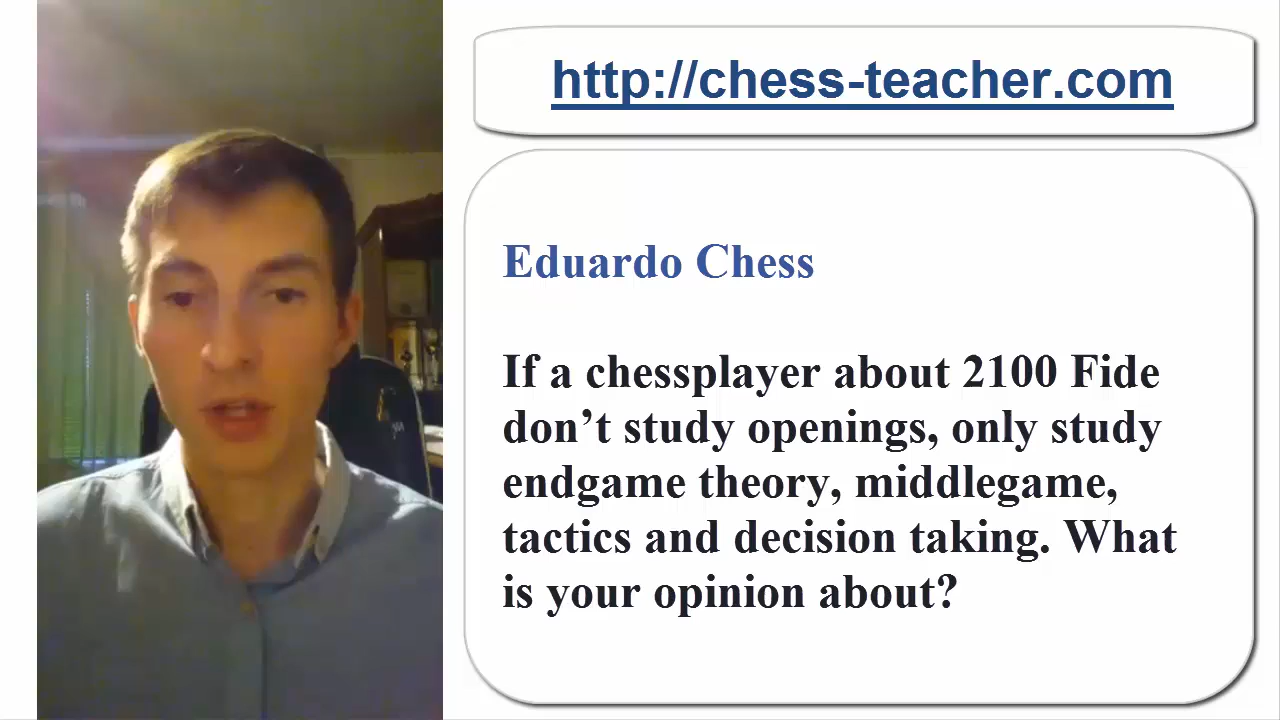 http://chess-teacher.com
Eduardo Chess
If a chessplayer about 2100 Fide
don’t study openings, only study
endgame theory, middlegame,
tactics and decision taking. What
is your opinion about?